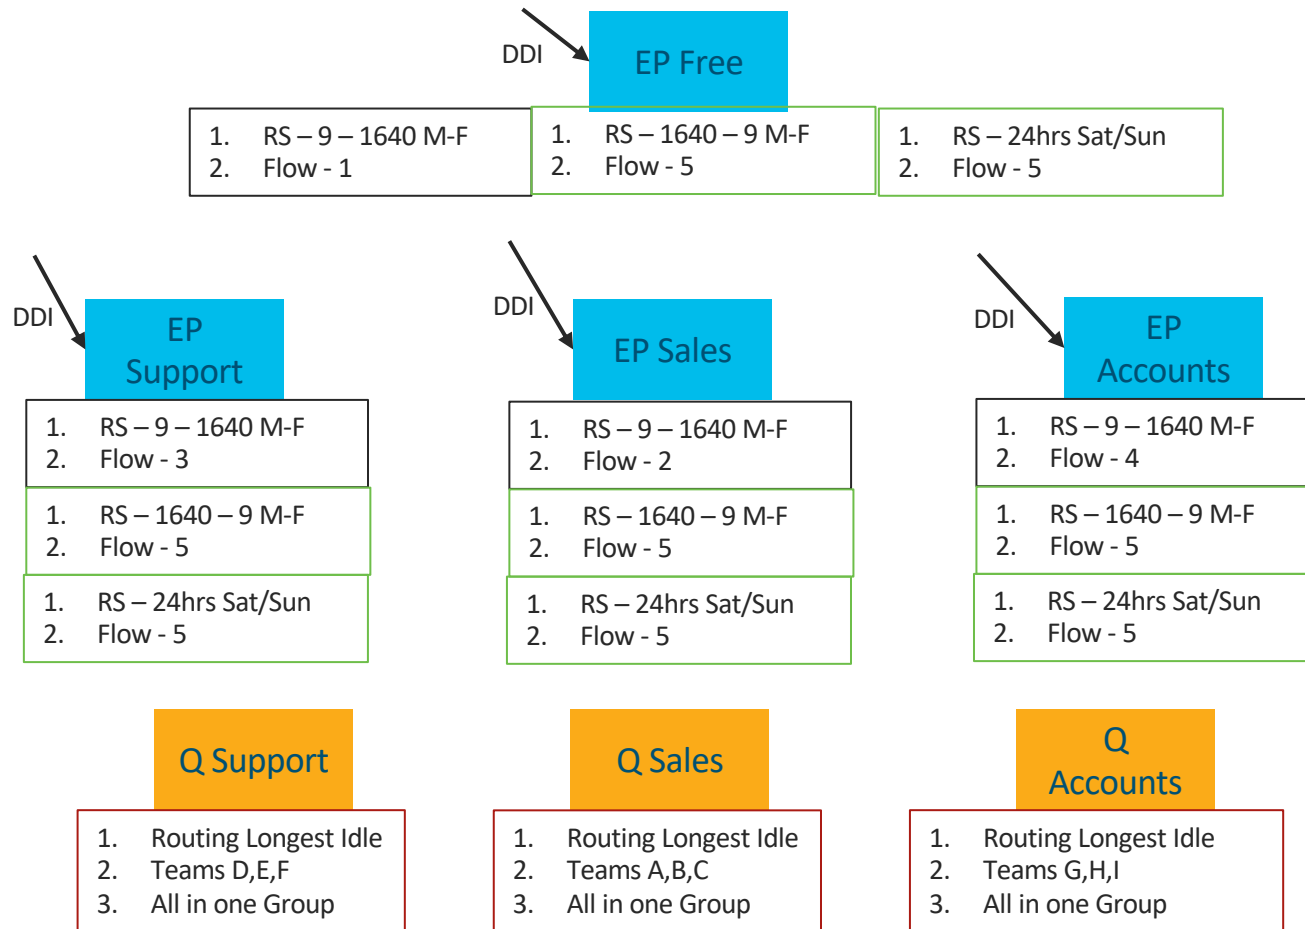 DDI
EP Free
1. RS – 9 – 1640 M-F
2. Flow - 1
1. RS – 1640 – 9 M-F
2. Flow - 5
1. RS – 24hrs Sat/Sun
2. Flow - 5
DDI
EP
Support
1. RS – 9 – 1640 M-F
2. Flow - 3
1. RS – 1640 – 9 M-F
2. Flow - 5
1. RS – 24hrs Sat/Sun
2. Flow - 5
DDI
EP Sales
1. RS – 9 – 1640 M-F
2. Flow - 2
1. RS – 1640 – 9 M-F
2. Flow - 5
1. RS – 24hrs Sat/Sun
2. Flow - 5
DDI
EP
Accounts
1. RS – 9 – 1640 M-F
2. Flow - 4
1. RS – 1640 – 9 M-F
2. Flow - 5
1. RS – 24hrs Sat/Sun
2. Flow - 5
Q Support
1. Routing Longest Idle
2. Teams D,E,F
3. All in one Group
Q Sales
1. Routing Longest Idle
2. Teams A,B,C
3. All in one Group
Q
Accounts
1. Routing Longest Idle
2. Teams G,H,I
3. All in one Group